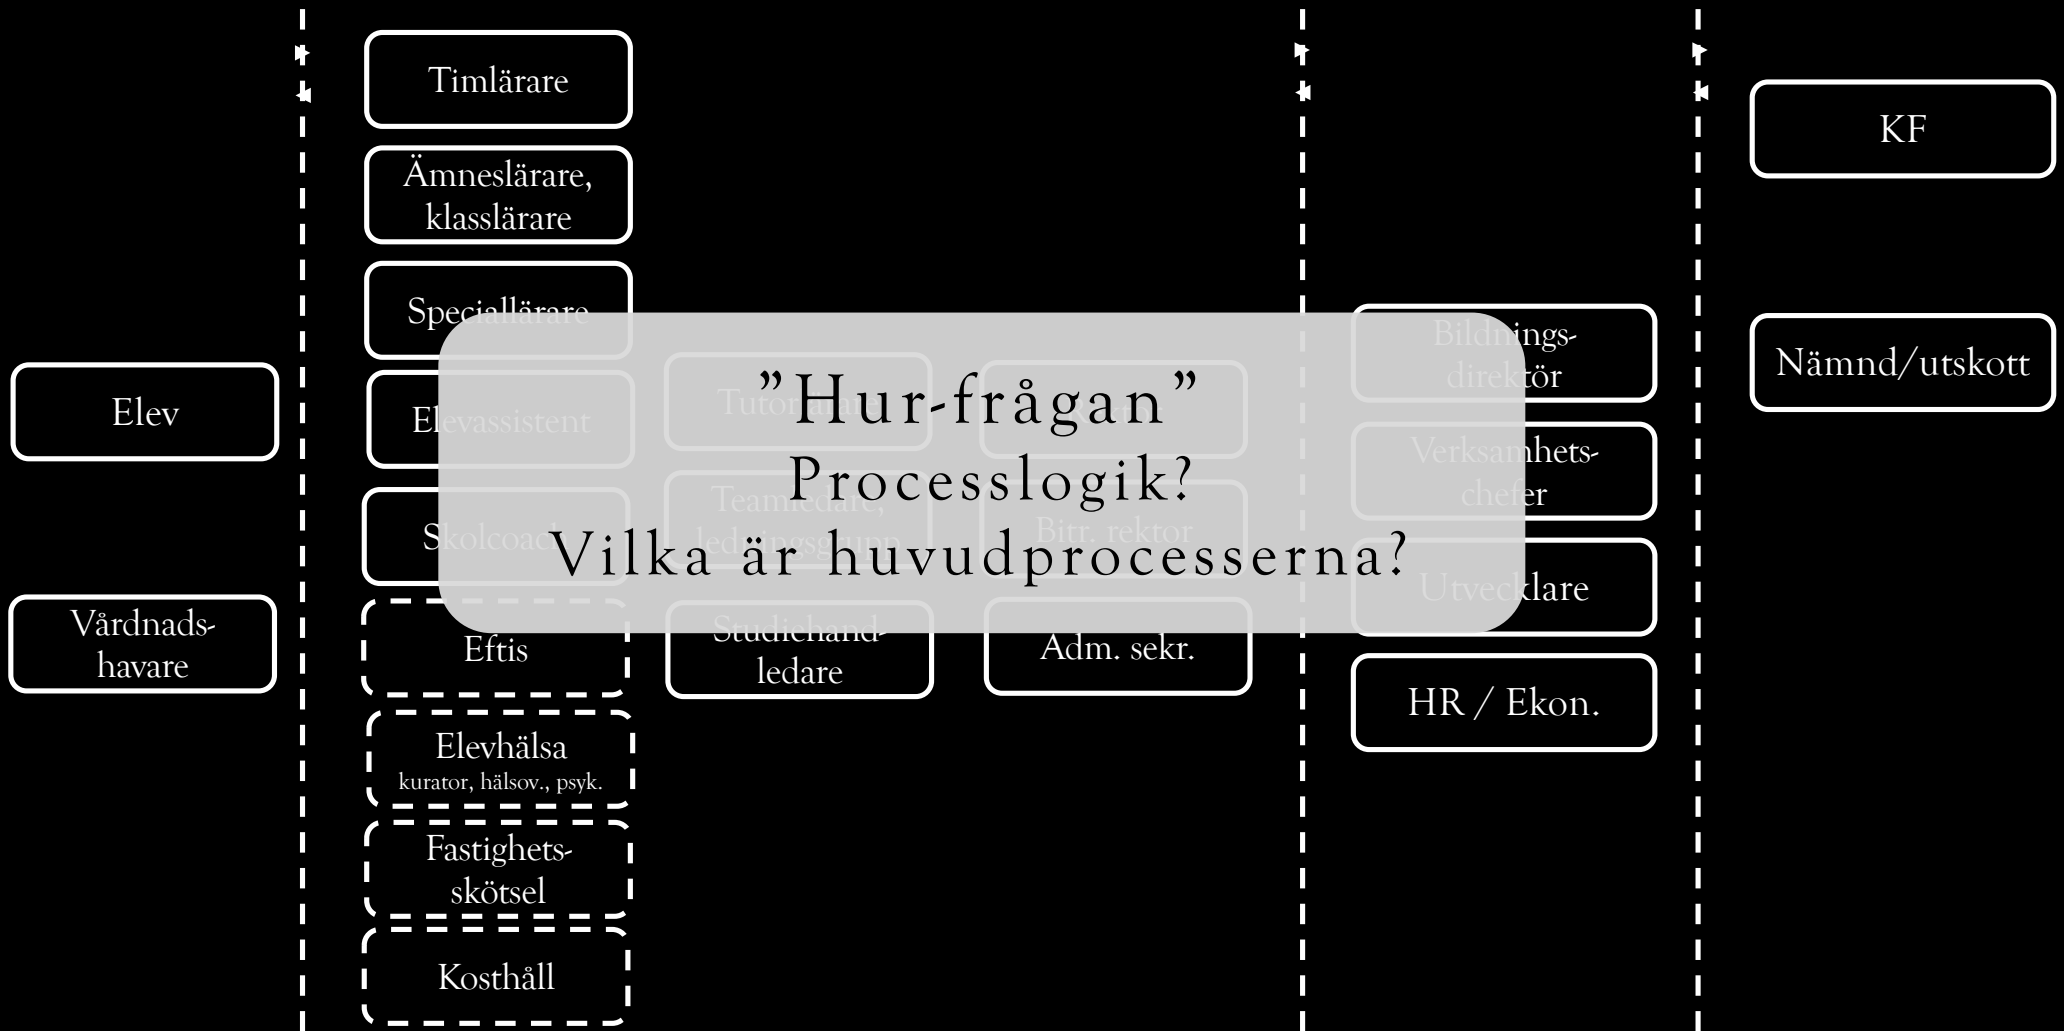 Timlärare
Ämneslärare,
klasslärare
Speciallärare
Elevassistent
Skolcoach
Eftis
Elevhälsa
kurator, hälsov., psyk.
Fastighets-
skötsel
Kosthåll
Elev
Vårdnads-
havare
Teamledare,
ledningsgrupp
Studiehand-
ledare
Bitr. rektor
Adm. sekr.
”Hur-frågan”
Processlogik?
Vilka är huvudprocesserna?
Bildnings-
direktör
Verksamhets-
chefer
Utvecklare
HR / Ekon.
KF
Nämnd/utskott